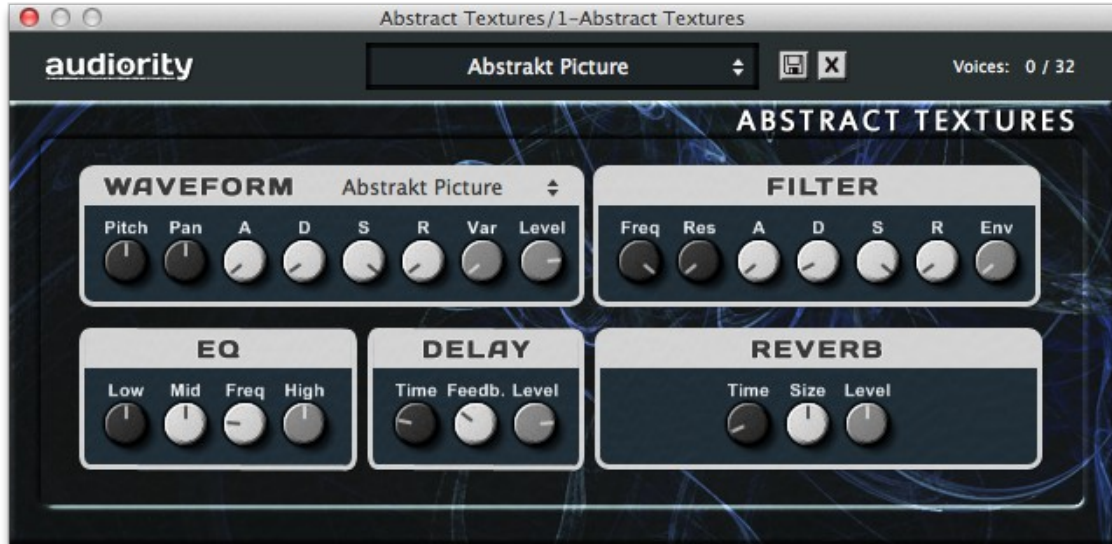 Abstract Textures/1-Abstract Textures
audiority
Abstrakt Picture
X
Voices: 0 / 32
ABSTRACT TEXTURES
WAVEFORM Abstrakt Picture
Pitch Pan A D S R Var Level
FILTER
Freq Res A D S R Env
EQ
Low Mid Freq High
DELAY
Time Feedb. Level
REVERB
Time Size Level